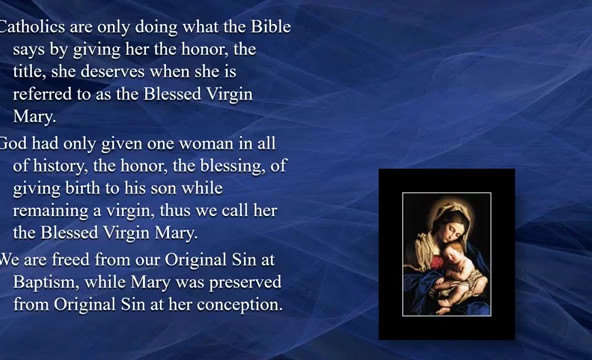 Catholics are only doing what the Bible
says by giving her the honor, the
title, she deserves when she is
referred to as the Blessed Virgin
Mary.
God had only given one woman in all
of history, the honor, the blessing, of
giving birth to his son while
remaining a virgin, thus we call her
the Blessed Virgin Mary.
We are freed from our Original Sin at
Baptism, while Mary was preserved
from Original Sin at her conception.